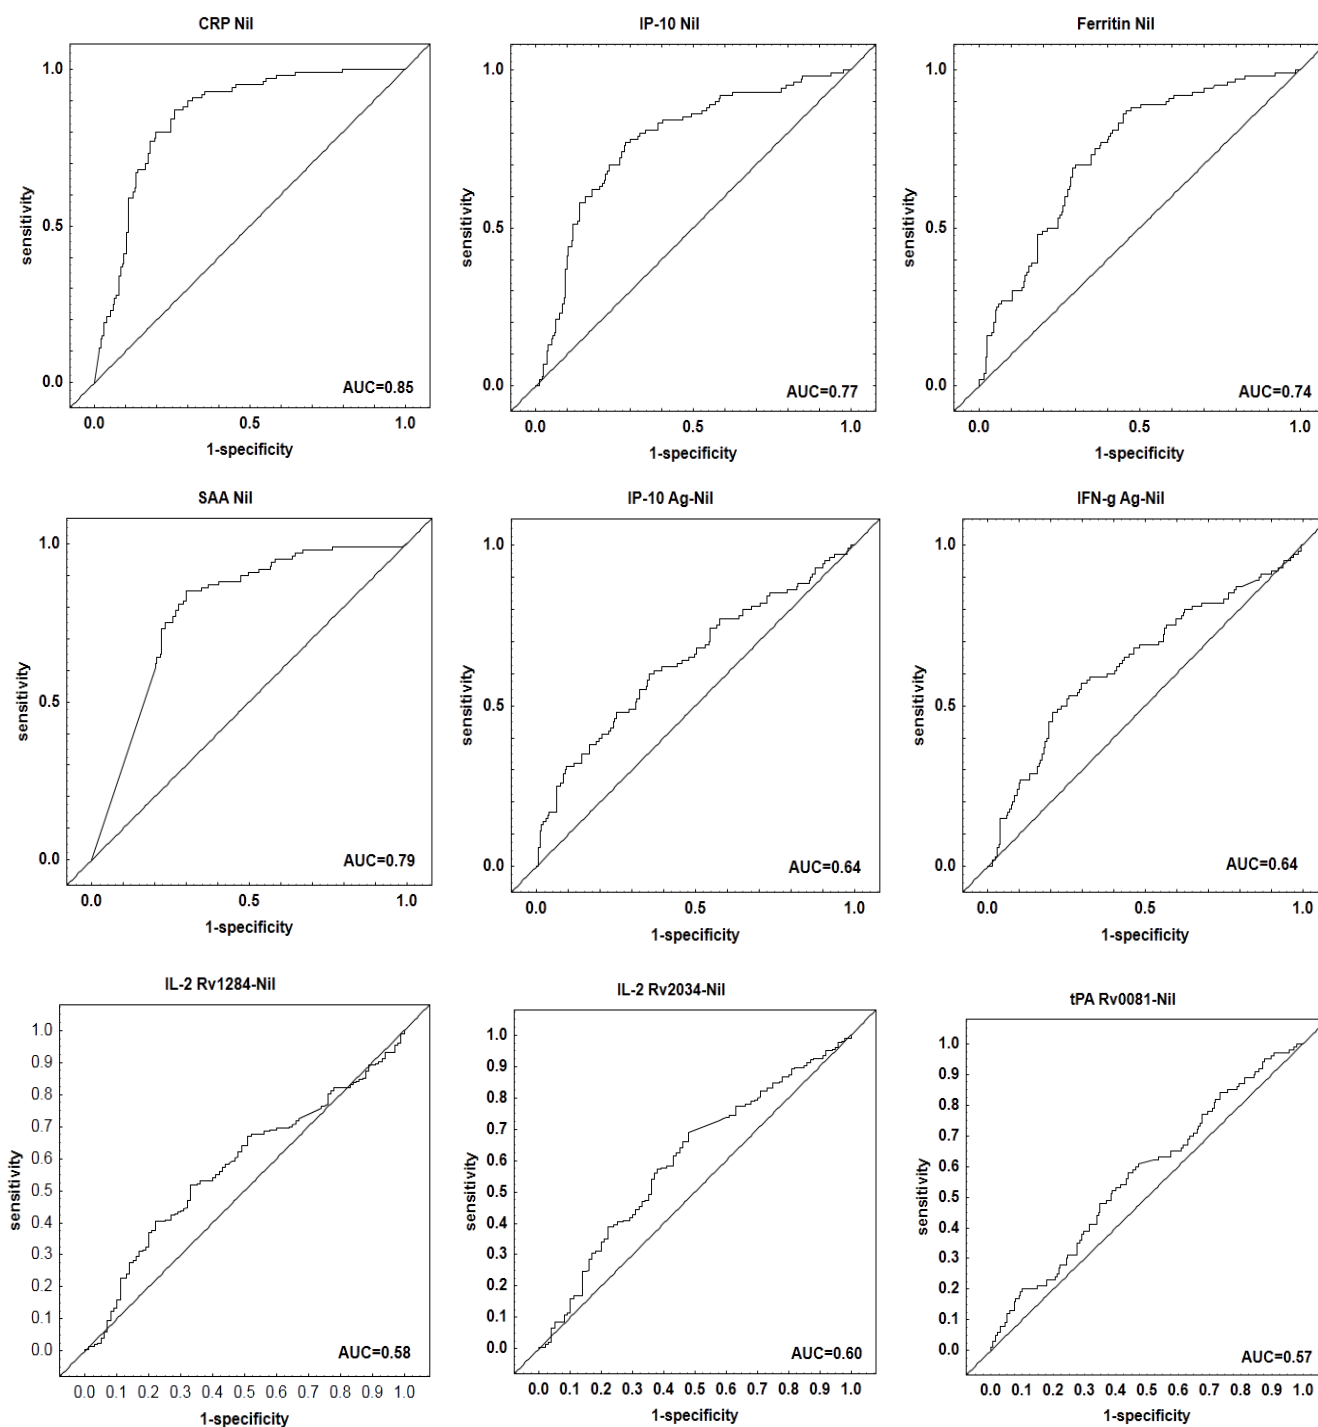 CRP Nil
1.0
0.5
0.0
sensitivity
AUC=0.85
0.0 0.5 1.0
1-specificity
IP-10 Nil
1.0
0.5
0.0
sensitivity
AUC=0.77
0.0 0.5 1.0
1-specificity
Ferritin Nil
1.0
0.5
0.0
sensitivity
AUC=0.74
0.0 0.5 1.0
1-specificity
SAA Nil
1.0
0.5
0.0
sensitivity
AUC=0.79
0.0 0.5 1.0
1-specificity
IP-10 Ag-Nil
1.0
0.5
0.0
sensitivity
AUC=0.64
0.0 0.5 1.0
1-specificity
IFN-g Ag-Nil
1.0
0.5
0.0
sensitivity
AUC=0.64
0.0 0.5 1.0
1-specificity
IL-2 Rv1284-Nil
1.0
0.9
0.8
0.7
0.6
0.5
0.4
0.3
0.2
0.1
0.0
sensitivity
AUC=0.58
0.0 0.1 0.2 0.3 0.4 0.5 0.6 0.7 0.8 0.9 1.0
1-specificity
IL-2 Rv2034-Nil
1.0
0.9
0.8
0.7
0.6
0.5
0.4
0.3
0.2
0.1
0.0
sensitivity
AUC=0.60
0.0 0.1 0.2 0.3 0.4 0.5 0.6 0.7 0.8 0.9 1.0
1-specificity
tPA Rv0081-Nil
1.0
0.9
0.8
0.7
0.6
0.5
0.4
0.3
0.2
0.1
0.0
sensitivity
AUC=0.57
0.0 0.1 0.2 0.3 0.4 0.5 0.6 0.7 0.8 0.9 1.0
1-specificity